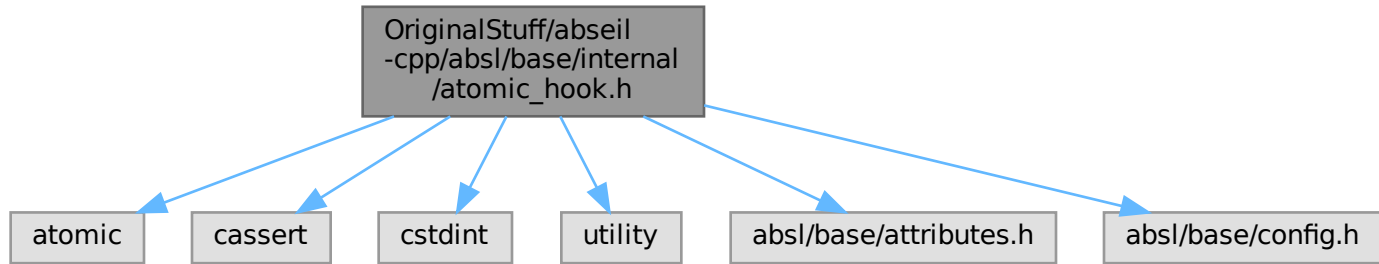 OriginalStuff/abseil
-cpp/absl/base/internal
/atomic_hook.h
atomic
cassert
cstdint
utility
absl/base/attributes.h
absl/base/config.h